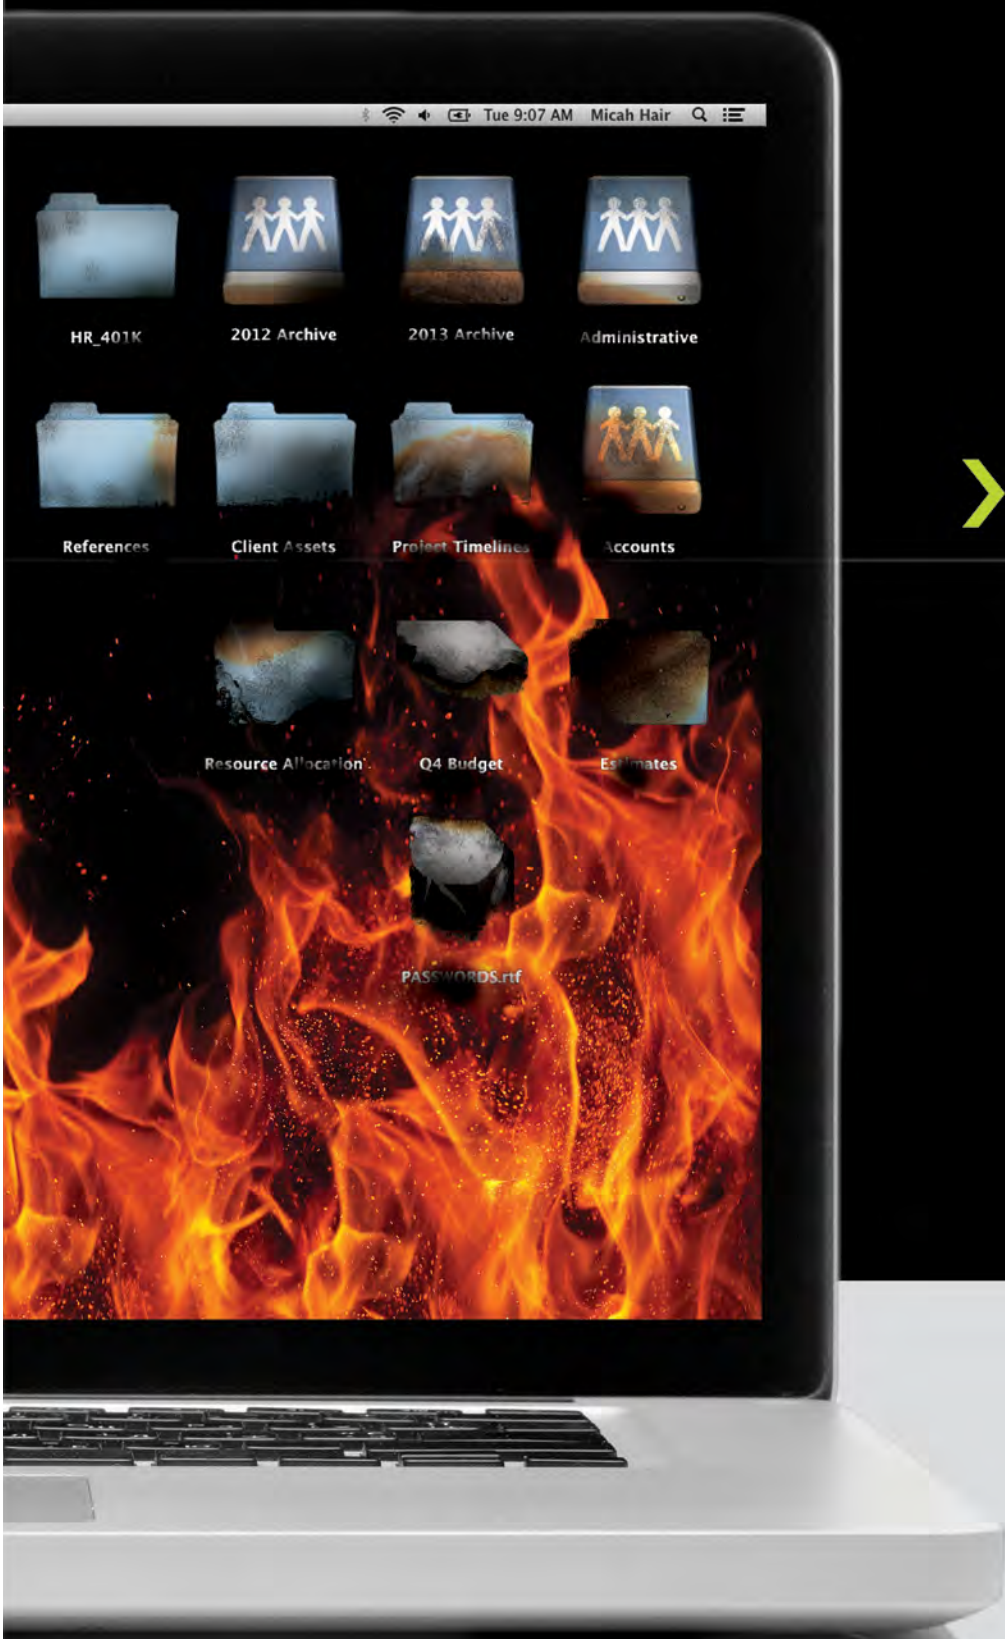 Tue 9:07 AM Micah Hair
HR_401K 2012 Archive 2013 Archive Administrative
References Client Assets Project Timelines Accounts
Resource Allocation Q4 Budget Estimates
PASSWORDS.rtf